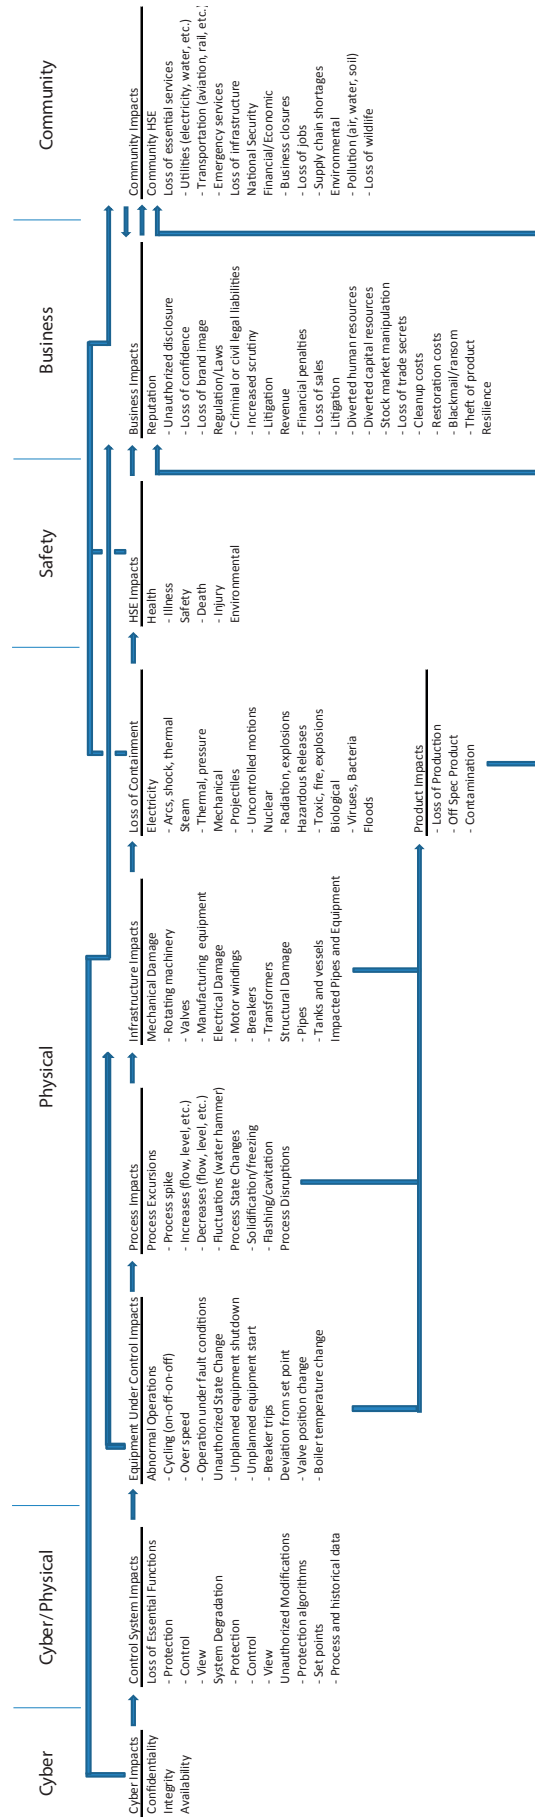 Cyber
Cyber/Physical
Physical
Safety
Business
Community
Cyber Impacts
Confidentiality
Integrity
Availability
Control System Impacts
Loss of Essential Functions
- Protection
- Control
- View
System Degradation
- Protection
- Control
- View
Unauthorized Modifications
- Protection algorithms
- Set points
- Process and historical data
Equipment Under Control Impacts
Abnormal Operations
- Cycling (on-off-on-off)
- Over speed
- Operation under fault conditions
Unauthorized State Change
- Unplanned equipment shutdown
- Unplanned equipment start
- Breaker trips
Deviation from set point
- Valve position change
- Boiler temperature change
Process Impacts
Process Excursions
- Process spike
- Increases (flow, level, etc.)
- Decreases (flow, level, etc.)
- Fluctuations (water hammer)
Process State Changes
- Solidification/freezing
- Flashing/cavitation
Process Disruptions
Infrastructure Impacts
Mechanical Damage
- Rotating machinery
- Valves
- Manufacturing equipment
Electrical Damage
- Motor windings
- Breakers
- Transformers
Structural Damage
- Pipes
- Tanks and vessels
Impacted Pipes and Equipment
Loss of Containment
Electricity
- Arcs, shock, thermal
Steam
- Thermal, pressure
Mechanical
- Projectiles
- Uncontrolled motions
Nuclear
- Radiation, explosions
Hazardous Releases
- Toxic, fire, explosions
Biological
- Viruses, Bacteria
Floods
Product Impacts
- Loss of Production
- Off Spec Product
- Contamination
HSE Impacts
Health
- Illness
Safety
- Death
- Injury
Environmental
Business Impacts
Reputation
- Unauthorized disclosure
- Loss of confidence
- Loss of brand image
Regulation/Laws
- Criminal or civil legal liabilities
- Increased scrutiny
- Litigation
Revenue
- Financial penalties
- Loss of sales
Litigation
- Diverted human resources
- Diverted capital resources
- Stock market manipulation
- Loss of trade secrets
- Cleanup costs
- Restoration costs
- Blackmail/ransom
- Theft of product
Resilience
Community Impacts
Community HSE
Loss of essential services
- Utilities (electricity, water, etc.)
- Transportation (aviation, rail, etc.
- Emergency services
Loss of infrastructure
National Security
Financial/Economic
- Business closures
- Loss of jobs
- Supply chain shortages
Environmental
- Pollution (air, water, soil)
- Loss of wildlife